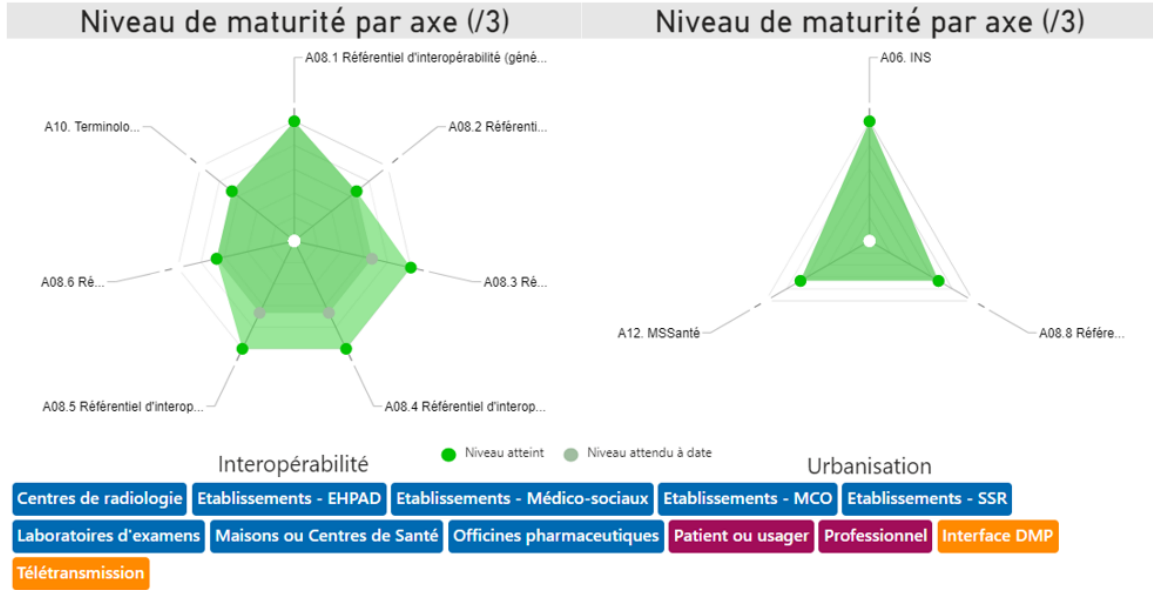 Niveau de maturité par axe (/3)
Niveau de maturité par axe (/3)
A08.1 Référentiel d'interopérabilité (géné...
A10. Terminolo...
A08.2 Référenti...
A08.6 Ré...
A08.3 Ré...
A08.5 Référentiel d'interop...
A08.4 Référentiel d'interop...
A06. INS
A12. MSSanté
A08.8 Référe...
Niveau atteint
Niveau attendu à date
Interopérabilité
Urbanisation
Centres de radiologie Etablissements - EHPAD Etablissements - Médico-sociaux Etablissements - MCO Etablissements - SSR
Laboratoires d'examens Maisons ou Centres de Santé Officines pharmaceutiques Patient ou usager Professionnel Interface DMP
Télétransmission